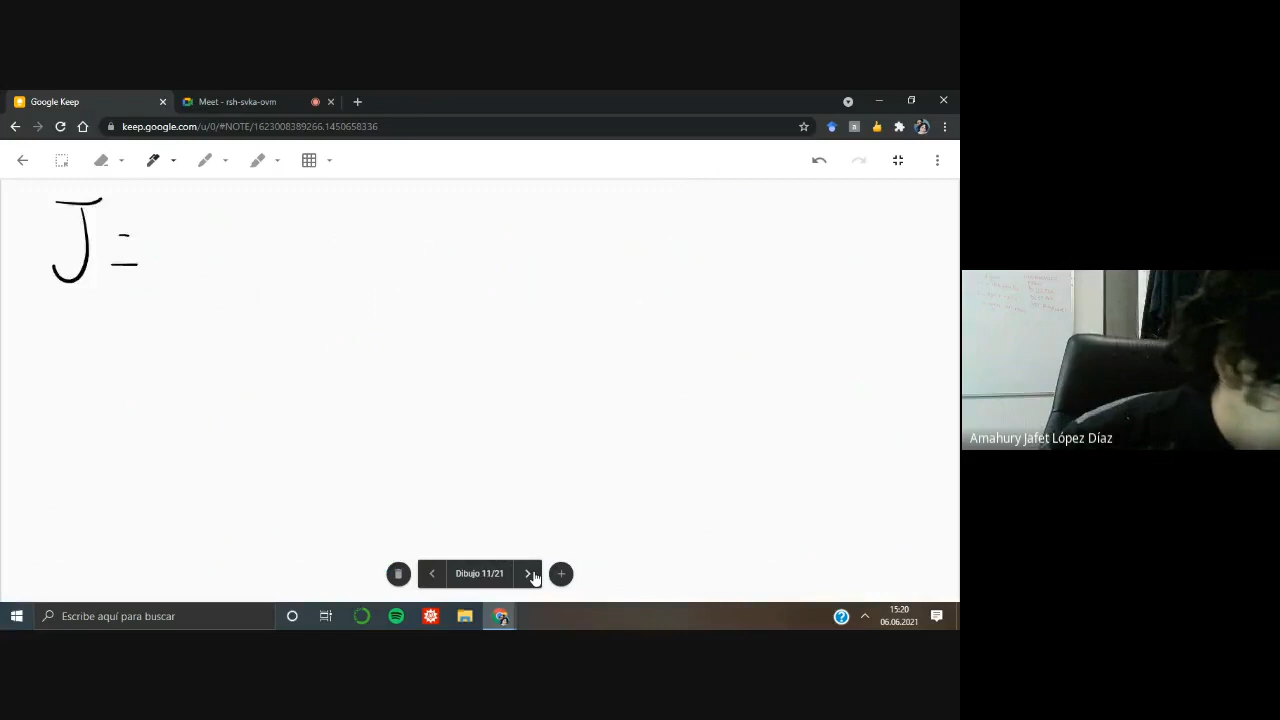 Google Keep
Meet - rsh-svka-ovm
keep.google.com/u/0/#NOTE/1623008389266.1450658336
J =
Amahury Jafet López Díaz
Dibujo 11/21
Escribe aquí para buscar
15:20
06.06.2021